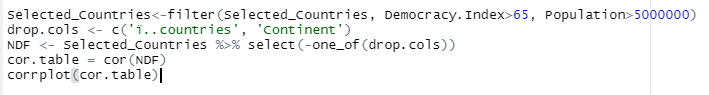 Selected_Countries<-filter(Selected_Countries, Democracy.Index>65, Population>5000000)
drop.cols <- c('ï..countries', 'Continent')
NDF <- Selected_Countries %>% select(-one_of(drop.cols))
cor.table = cor(NDF)
corrplot(cor.table)